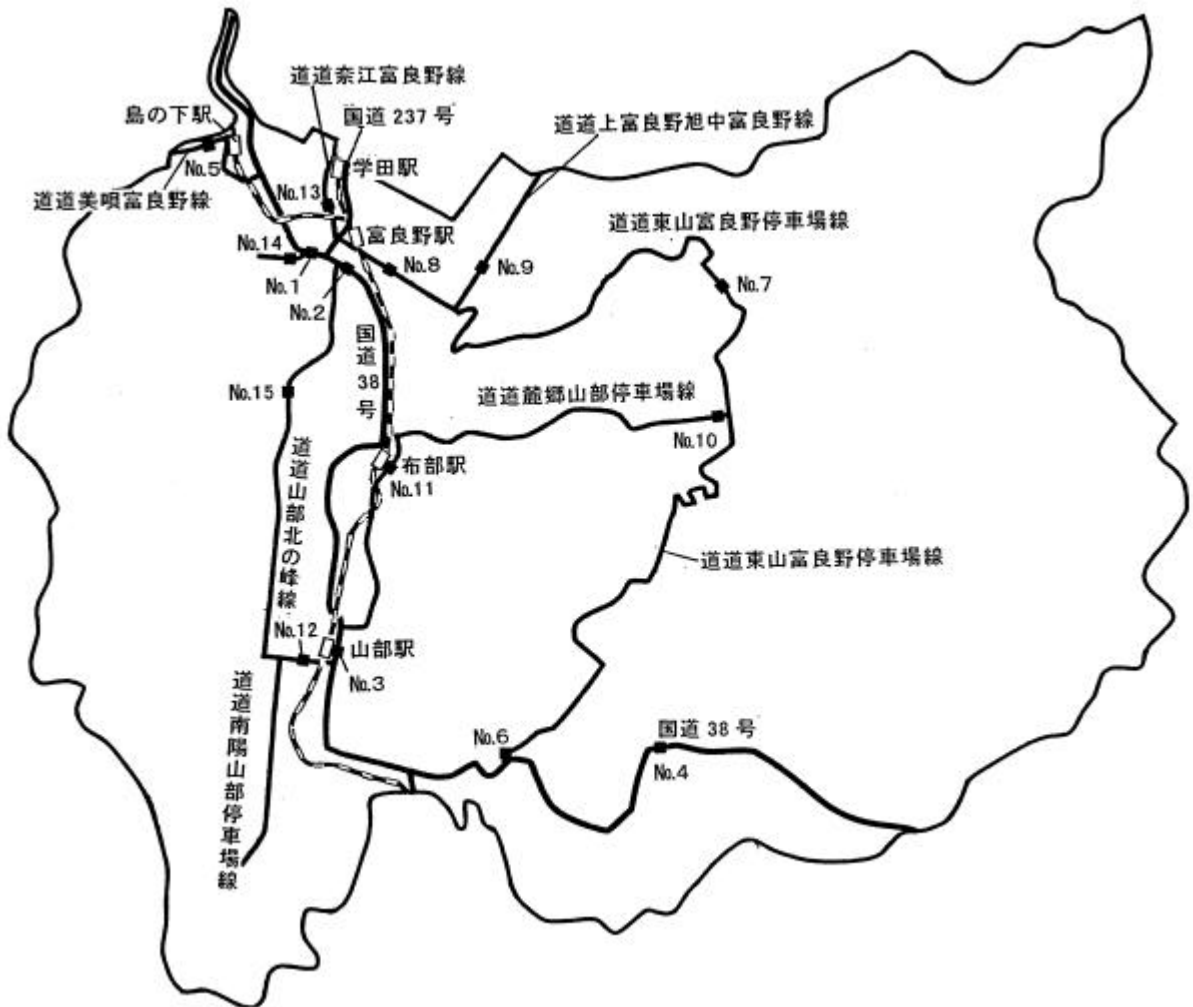 道道奈江富良野線
島の下駅
国道 237 号
道道上富良野旭中富良野線
No.5
学田駅
道道美唄富良野線
No.13
道道東山富良野停車場線
富良野駅
No.14
No.8
No.9
No.1
No.7
No.2
国道38号
No.15
道道麓郷山部停車場線
No.10
布部駅
No.11
道道山部北の峰線
道道東山富良野停車場線
No.12
山部駅
No.3
道道南陽山部停車場線
No.6
国道 38 号
No.4